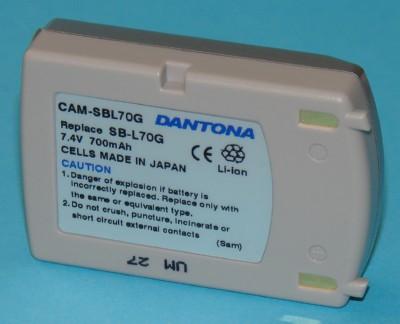 CAM-SBL70G DANTONA
Replace SB-L70G
7.4V 700mAh
CELLS MADE IN JAPAN
CE Li-ion
CAUTION
1. Danger of explosion if battery is
incorrectly replaced. Replace only with
the same or equivalent type.
2. Do not crush, puncture, incinerate or
short circuit external contacts
(Sam)
UM 27